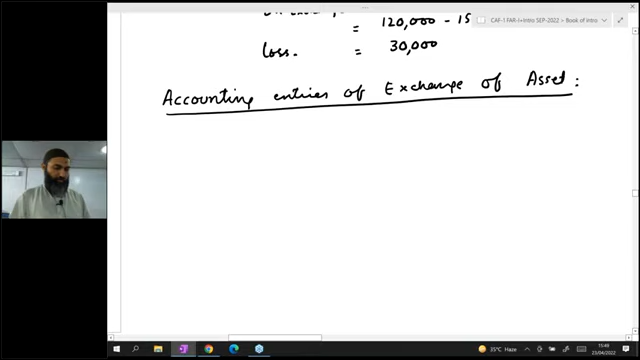 CAF-1 FAR-I+Intro SEP-2022 > Book of intro
= 120,000 - 15
Loss. = 30,000
Accounting entries of Exchange of Asset :
35°C Haze
15:49
23/04/2022